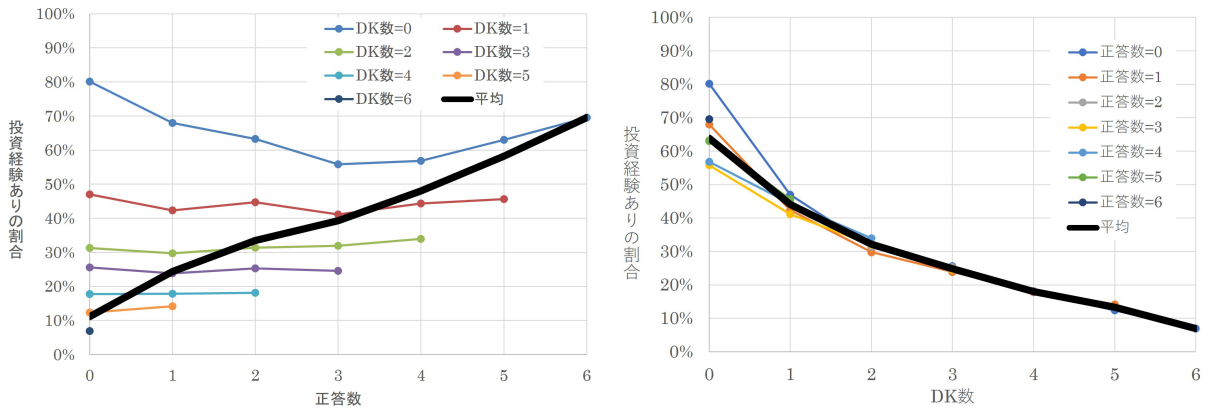 100%
90%
80%
70%
60%
50%
40%
30%
20%
10%
0%
投資経験ありの割合
DK数=0
DK数=1
DK数=2
DK数=3
DK数=4
DK数=5
DK数=6
平均
0 1 2 3 4 5 6
正答数
100%
90%
80%
70%
60%
50%
40%
30%
20%
10%
0%
投資経験ありの割合
正答数=0
正答数=1
正答数=2
正答数=3
正答数=4
正答数=5
正答数=6
平均
0 1 2 3 4 5 6
DK数